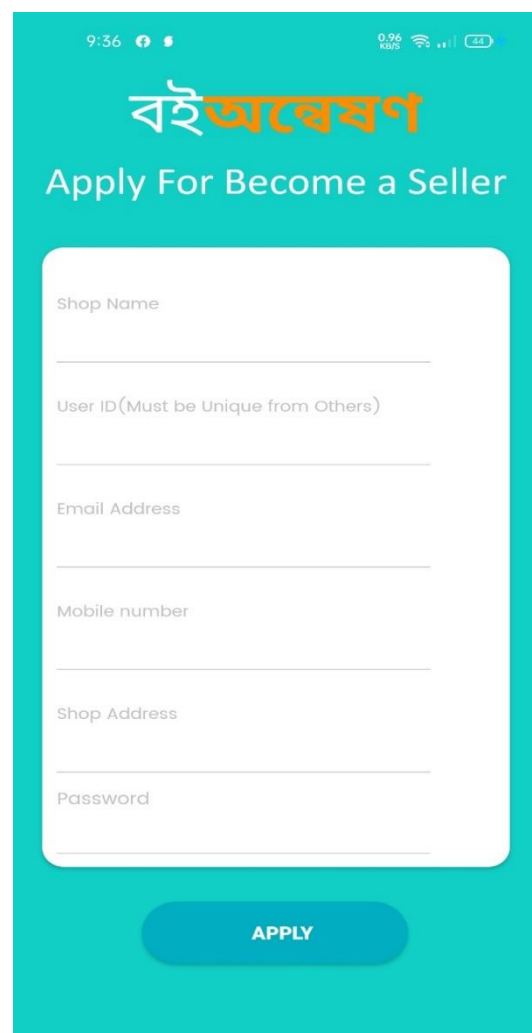 9:36
0.96 KB/S 44
বইঅন্বেষণ
Apply For Become a Seller
Shop Name
User ID(Must be Unique from Others)
Email Address
Mobile number
Shop Address
Password
APPLY